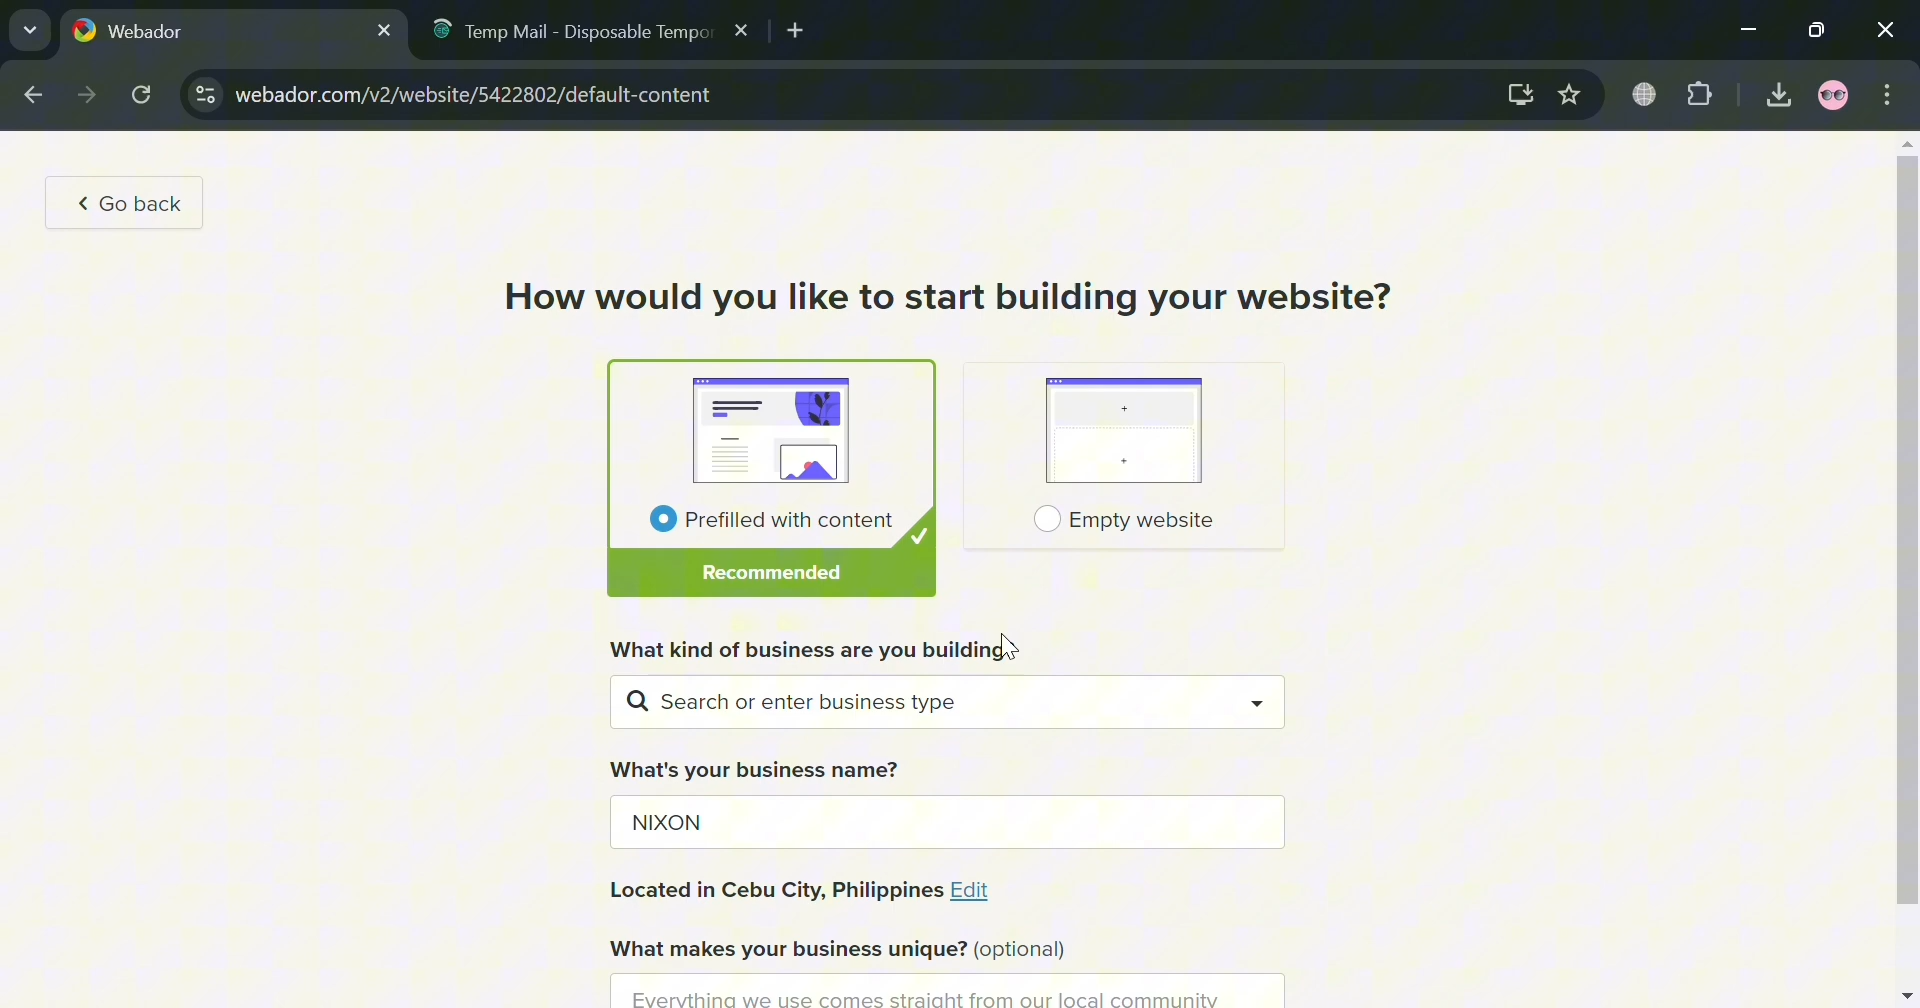 Webador
Temp Mail - Disposable Tempor
webador.com/v2/website/5422802/default-content
Go back
How would you like to start building your website?
Prefilled with content
Empty website
Recommended
What kind of business are you building
Search or enter business type
What's your business name?
NIXON
Located in Cebu City, Philippines Edit
What makes your business unique? (optional)
Everything we use comes straight from our local community